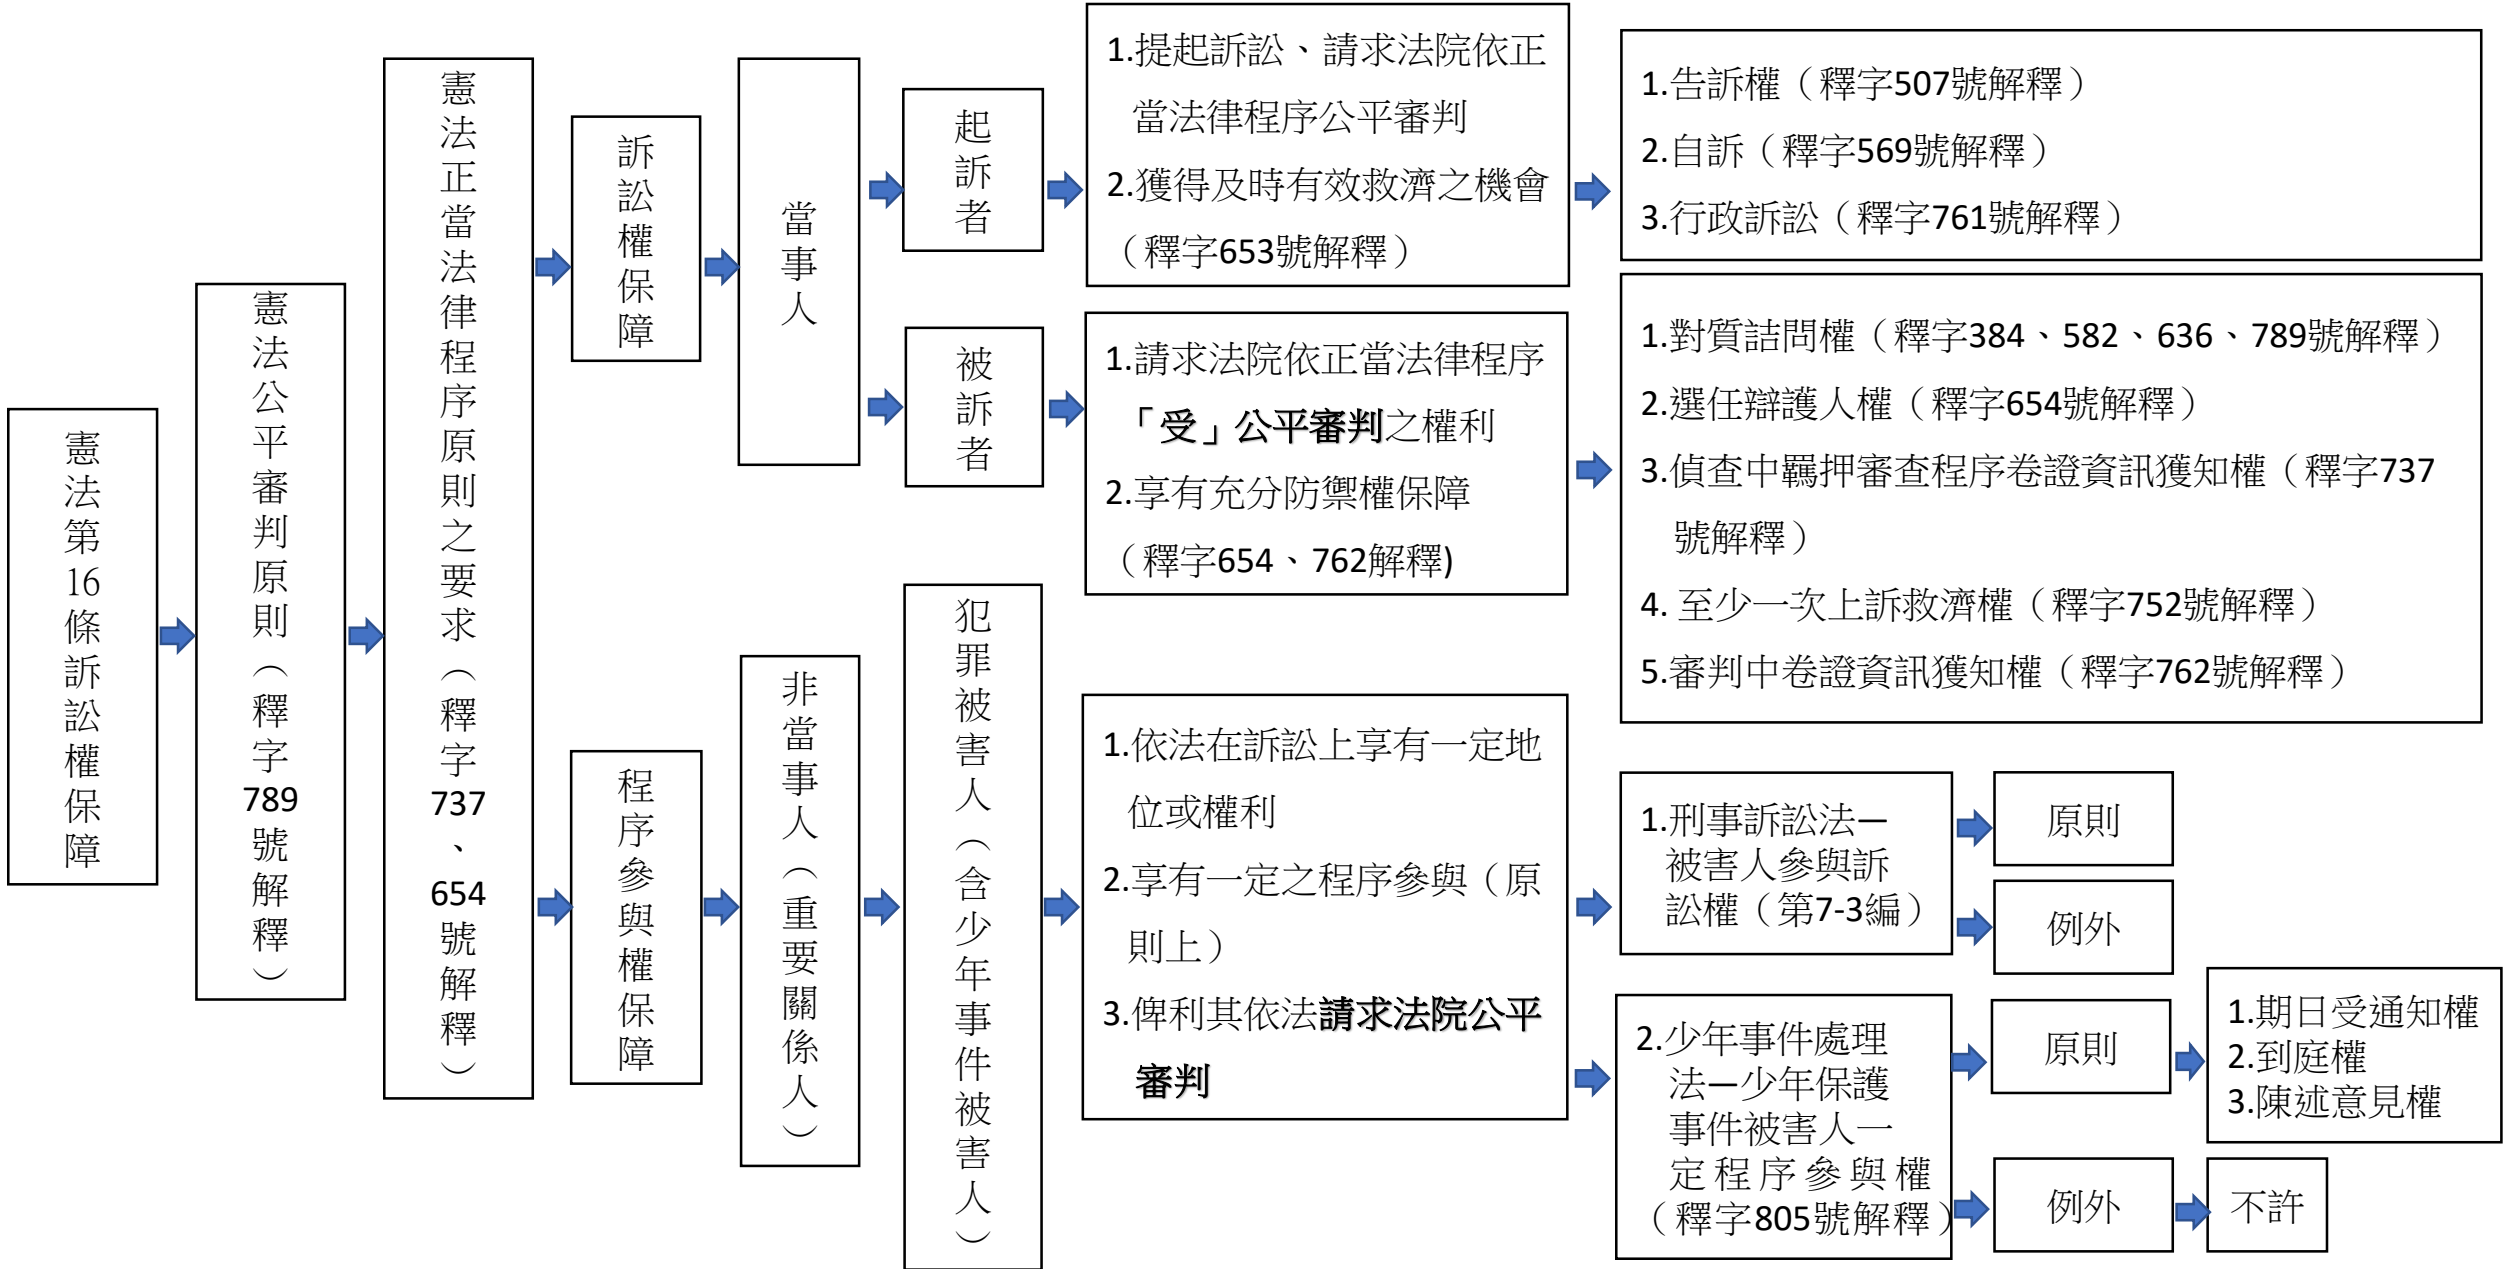 憲法第16條訴訟權保障
憲法公平審判原則（釋字789號解釋）
憲法正當法律程序原則之要求（釋字737、654號解釋）
訴訟權保障
當事人
起訴者
1.提起訴訟、請求法院依正
當法律程序公平審判
2.獲得及時有效救濟之機會
（釋字653號解釋）
1.告訴權（釋字507號解釋）
2.自訴（釋字569號解釋）
3.行政訴訟（釋字761號解釋）
被訴者
1.請求法院依正當法律程序
「受」公平審判之權利
2.享有充分防禦權保障
（釋字654、762解釋)
1.對質詰問權（釋字384、582、636、789號解釋）
2.選任辯護人權（釋字654號解釋）
3.偵查中羈押審查程序卷證資訊獲知權（釋字737
號解釋）
4. 至少一次上訴救濟權（釋字752號解釋）
5.審判中卷證資訊獲知權（釋字762號解釋）
程序參與權保障
非當事人（重要關係人）
犯罪被害人（含少年事件被害人）
1.依法在訴訟上享有一定地
位或權利
2.享有一定之程序參與（原
則上）
3.俾利其依法請求法院公平
審判
1.刑事訴訟法—
被害人參與訴
訟權（第7-3編）
原則
例外
2.少年事件處理
法—少年保護
事件被害人一
定程序參與權
（釋字805號解釋）
原則
1.期日受通知權
2.到庭權
3.陳述意見權
例外
不許